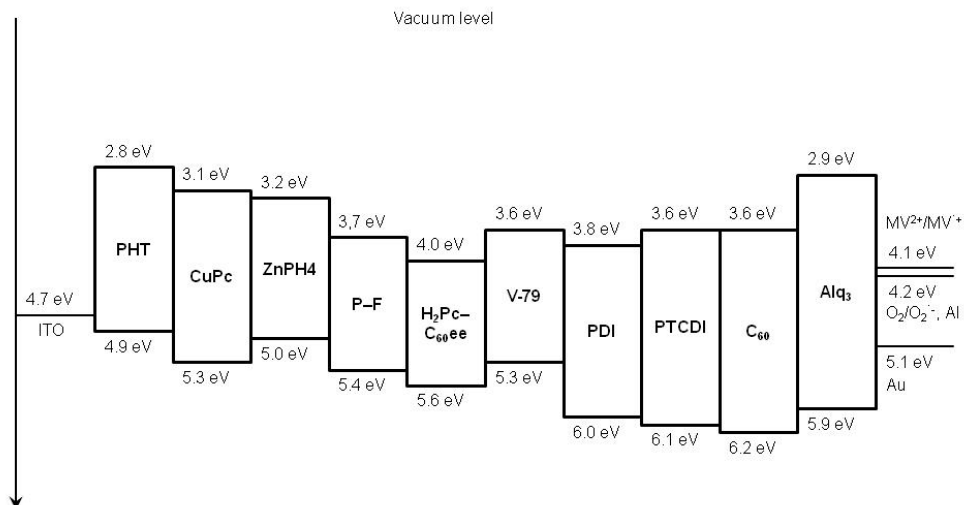 Vacuum level
2.8 eV
PHT
4.9 eV
3.1 eV
CuPc
5.3 eV
3.2 eV
ZnPH4
5.0 eV
3,7 eV
P–F
5.4 eV
4.0 eV
H₂Pc–
C₆₀ee
5.6 eV
3.6 eV
V-79
5.3 eV
3.8 eV
PDI
6.0 eV
3.6 eV
PTCDI
6.1 eV
3.6 eV
C₆₀
6.2 eV
2.9 eV
Alq₃
5.9 eV
4.7 eV
ITO
MV²⁺/MV˙⁺
4.1 eV
4.2 eV
O₂/O₂˙⁻, Al
5.1 eV
Au